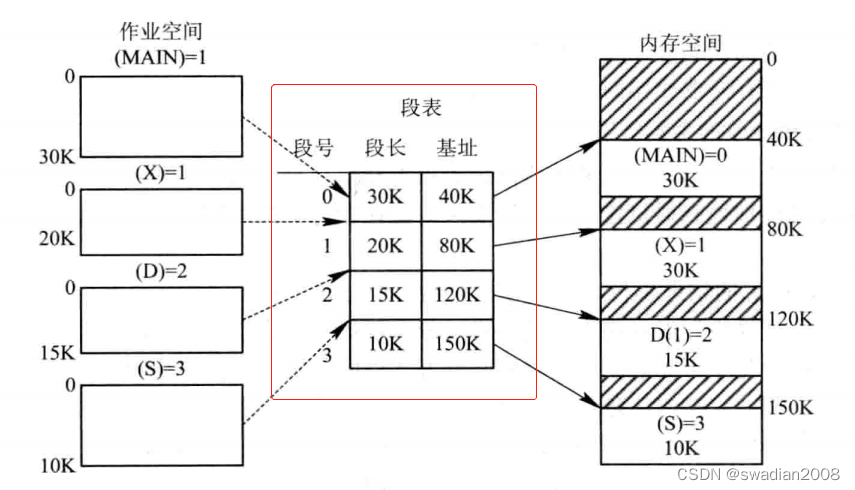 作业空间
(MAIN)=1
0
30K
(X)=1
0
20K
(D)=2
0
15K
(S)=3
0
10K
段表
段号 段长 基址
0 30K 40K
1 20K 80K
2 15K 120K
3 10K 150K
内存空间
0
40K
(MAIN)=0
30K
80K
(X)=1
30K
120K
D(1)=2
15K
150K
(S)=3
10K
CSDN @swadian2008